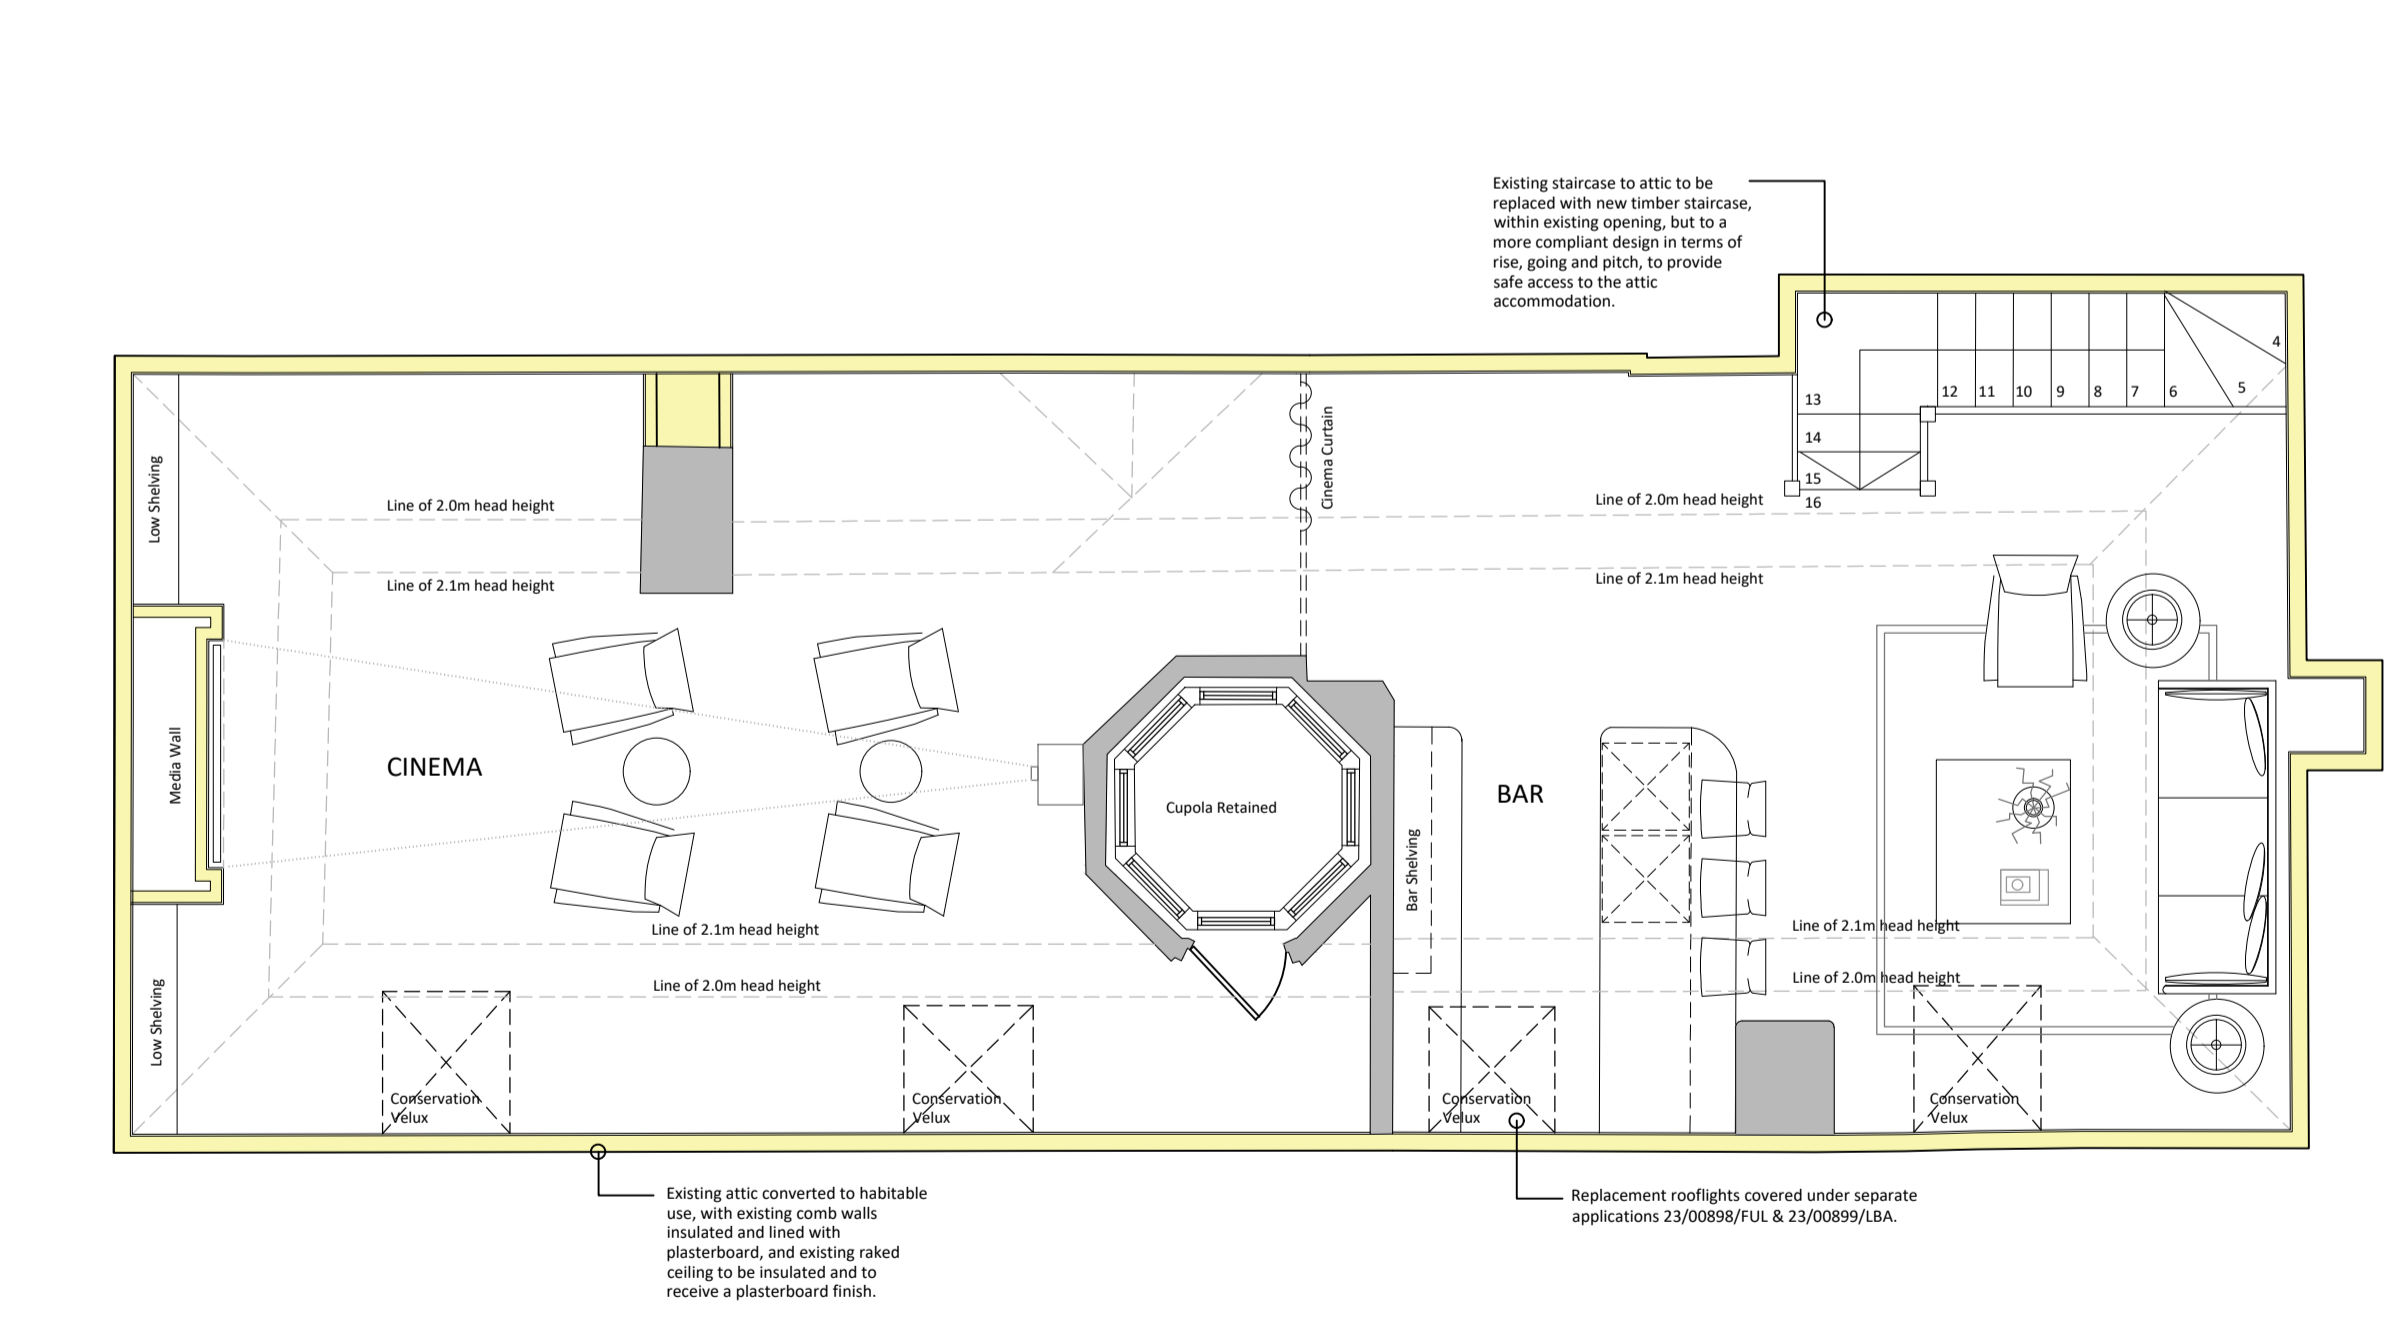 Existing staircase to attic to be
replaced with new timber staircase,
within existing opening, but to a
more compliant design in terms of
rise, going and pitch, to provide
safe access to the attic
accommodation.
4
5
6
7
8
9
10
11
12
13
14
15
16
Low Shelving
Line of 2.0m head height
Line of 2.1m head height
Cinema Curtain
Line of 2.0m head height
Line of 2.1m head height
Media Wall
CINEMA
Cupola Retained
BAR
Bar Shelving
Line of 2.1m head height
Line of 2.0m head height
Line of 2.1m head height
Line of 2.0m head height
Low Shelving
Conservation
Velux
Conservation
Velux
Conservation
Velux
Conservation
Velux
Existing attic converted to habitable
use, with existing comb walls
insulated and lined with
plasterboard, and existing raked
ceiling to be insulated and to
receive a plasterboard finish.
Replacement rooflights covered under separate
applications 23/00898/FUL & 23/00899/LBA.